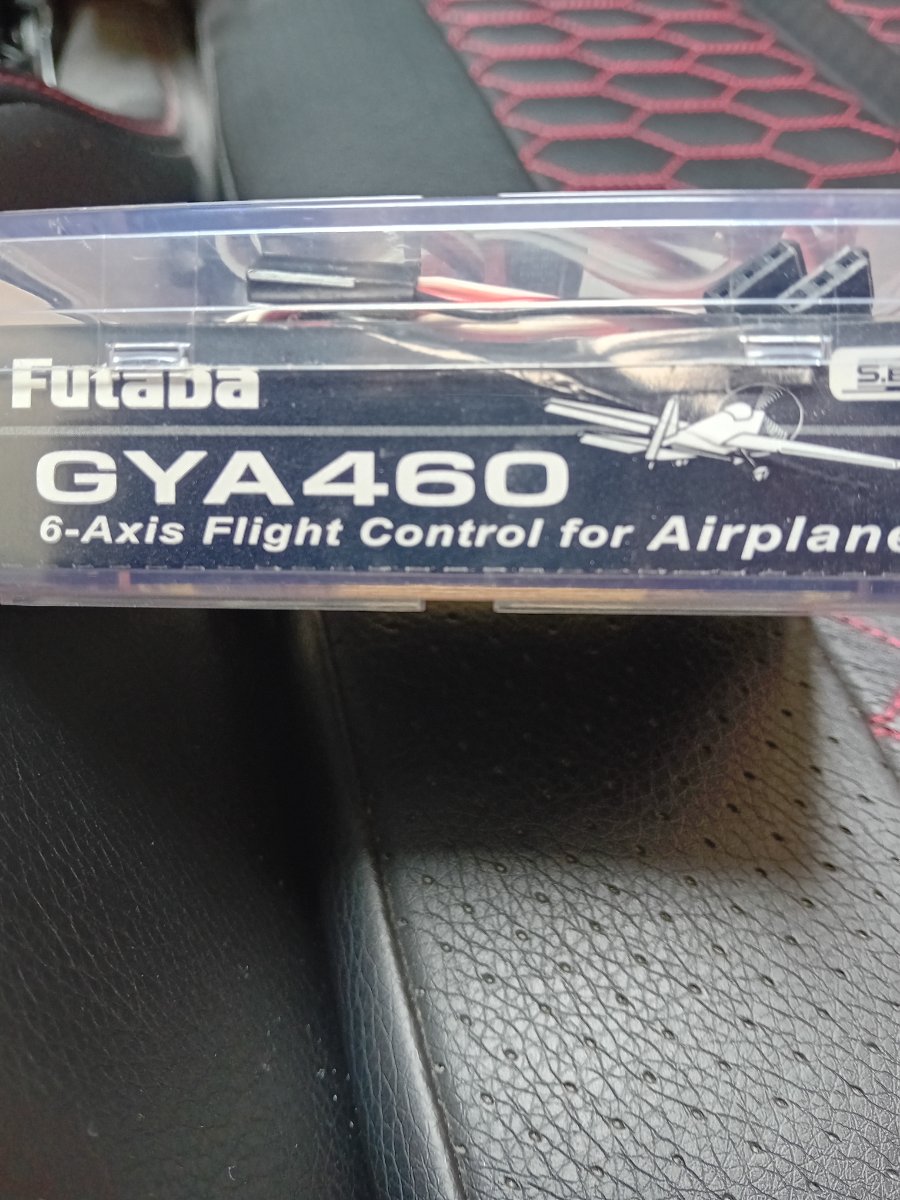 Futaba
S.B
GYA460
6-Axis Flight Control for Airplane